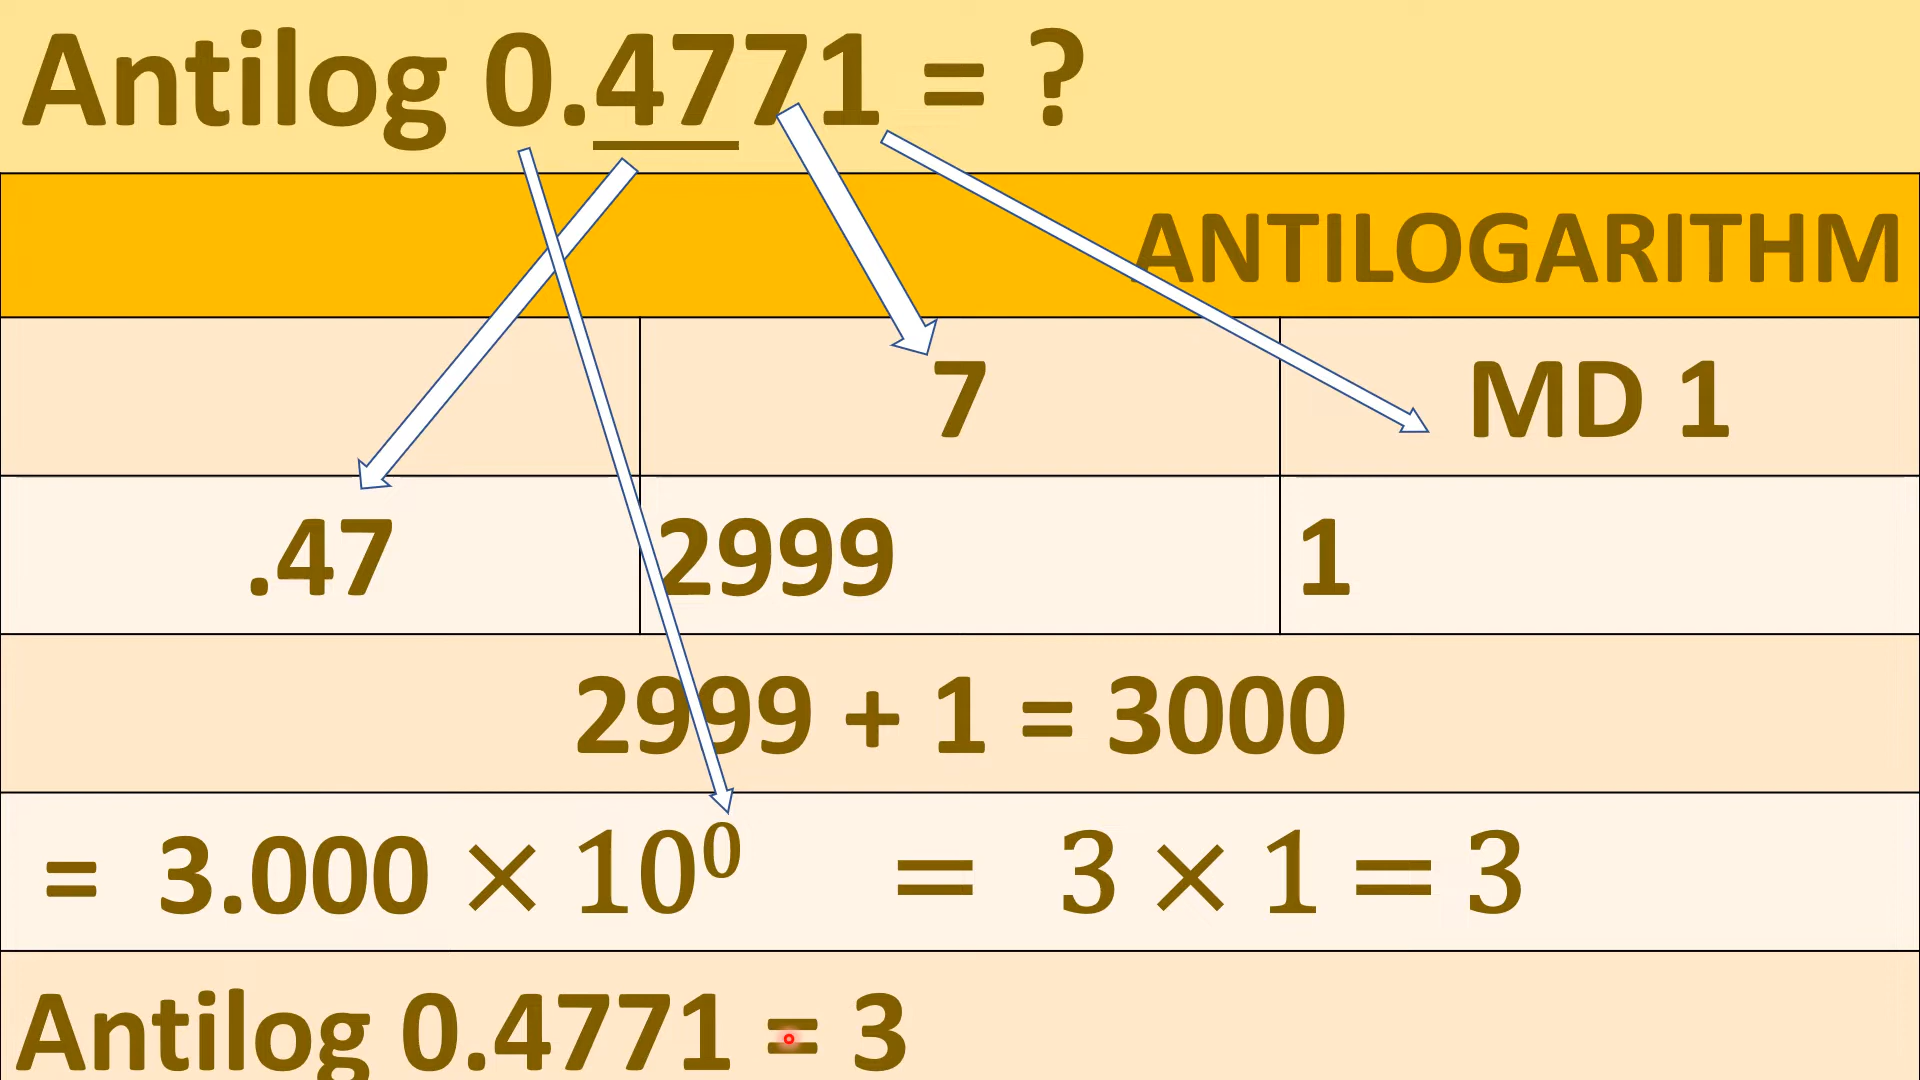 Antilog 0.4771 = ?
ANTILOGARITHM
7 MD 1
.47 2999 1
2999 + 1 = 3000
= 3.000 × 10⁰ = 3 × 1 = 3
Antilog 0.4771 = 3